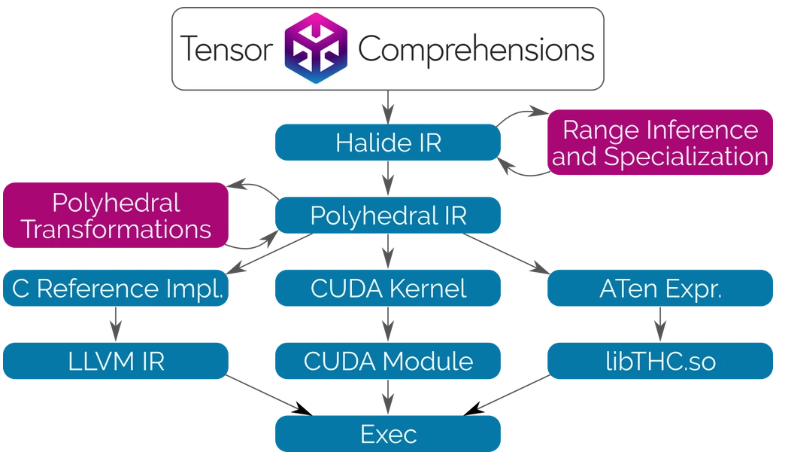 Tensor Comprehensions
Halide IR
Range Inference
and Specialization
Polyhedral
Transformations
Polyhedral IR
C Reference Impl.
CUDA Kernel
ATen Expr.
LLVM IR
CUDA Module
libTHC.so
Exec